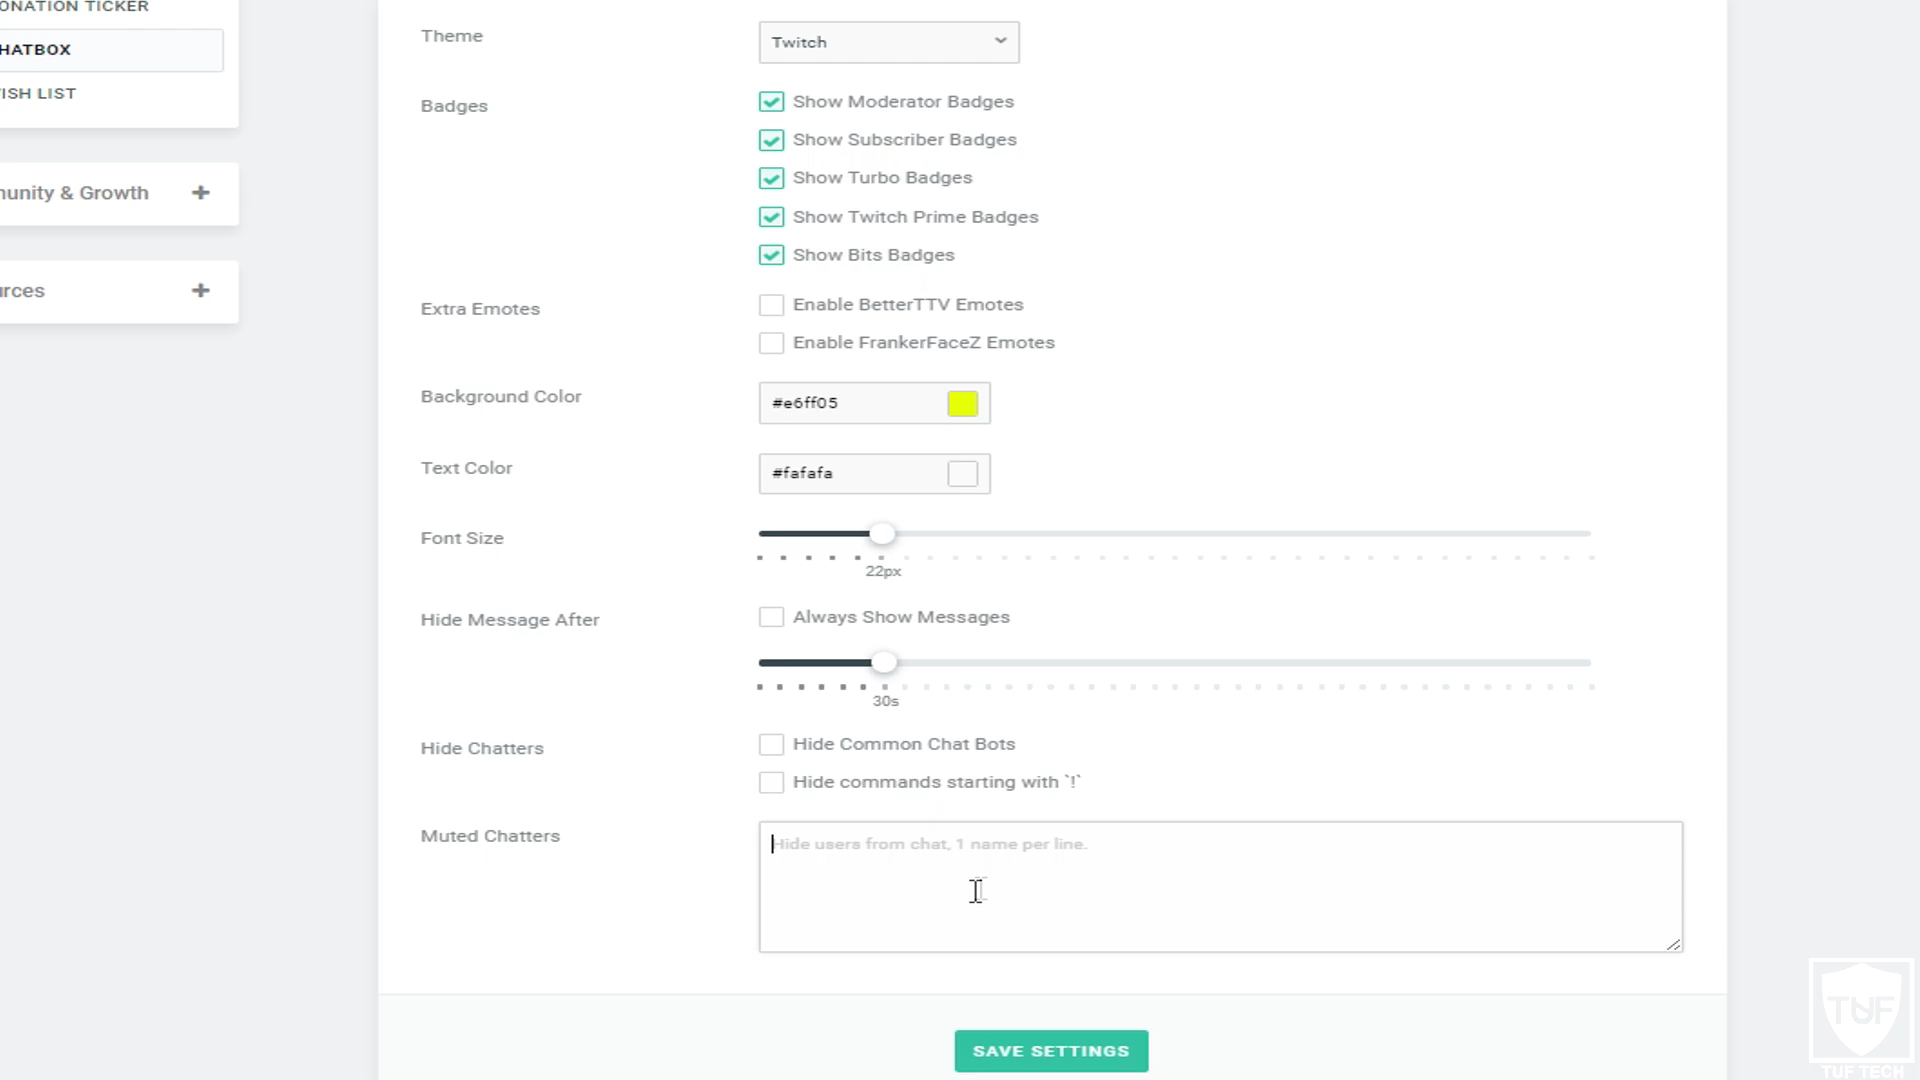 ONATION TICKER
HATBOX
ISH LIST
unity & Growth
urces
Theme
Twitch
Badges
Show Moderator Badges
Show Subscriber Badges
Show Turbo Badges
Show Twitch Prime Badges
Show Bits Badges
Extra Emotes
Enable BetterTTV Emotes
Enable FrankerFaceZ Emotes
Background Color
#e6ff05
Text Color
#fafafa
Font Size
22px
Hide Message After
Always Show Messages
30s
Hide Chatters
Hide Common Chat Bots
Hide commands starting with `!`
Muted Chatters
Hide users from chat, 1 name per line.
SAVE SETTINGS
TUF
TUF TECH